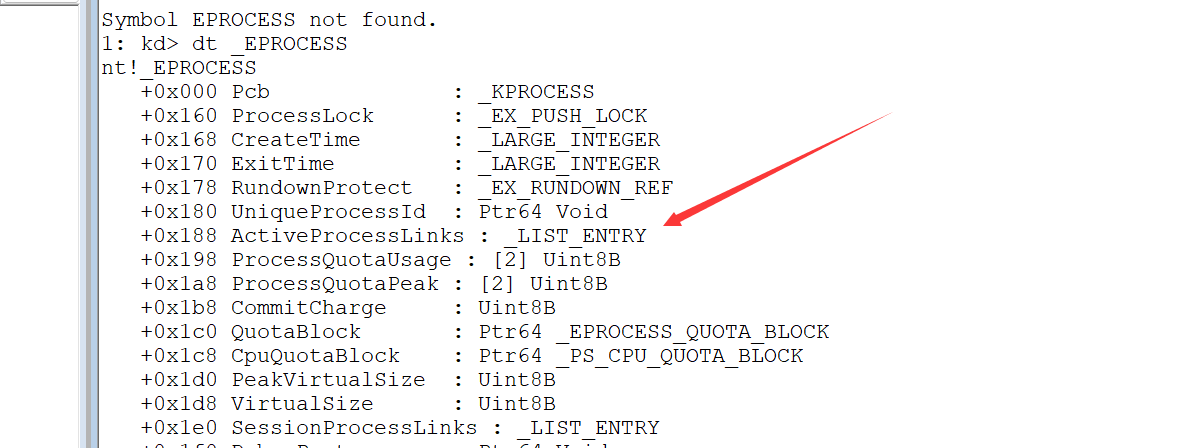 Symbol EPROCESS not found.
1: kd> dt _EPROCESS
nt!_EPROCESS
+0x000 Pcb : _KPROCESS
+0x160 ProcessLock : _EX_PUSH_LOCK
+0x168 CreateTime : _LARGE_INTEGER
+0x170 ExitTime : _LARGE_INTEGER
+0x178 RundownProtect : _EX_RUNDOWN_REF
+0x180 UniqueProcessId : Ptr64 Void
+0x188 ActiveProcessLinks : _LIST_ENTRY
+0x198 ProcessQuotaUsage : [2] Uint8B
+0x1a8 ProcessQuotaPeak : [2] Uint8B
+0x1b8 CommitCharge : Uint8B
+0x1c0 QuotaBlock : Ptr64 _EPROCESS_QUOTA_BLOCK
+0x1c8 CpuQuotaBlock : Ptr64 _PS_CPU_QUOTA_BLOCK
+0x1d0 PeakVirtualSize : Uint8B
+0x1d8 VirtualSize : Uint8B
+0x1e0 SessionProcessLinks : _LIST_ENTRY